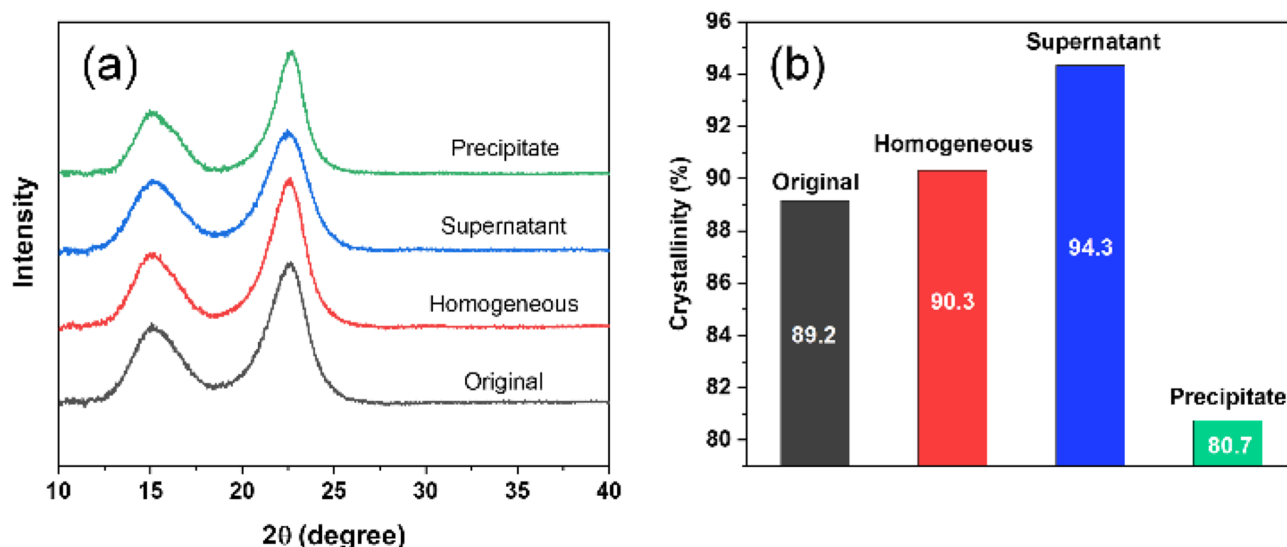 (a)
Precipitate
Supernatant
Homogeneous
Original
Intensity
10 15 20 25 30 35 40
2θ (degree)
(b)
96
94
92
90
88
86
84
82
80
Crystallinity (%)
Original
Homogeneous
Supernatant
Precipitate
89.2
90.3
94.3
80.7